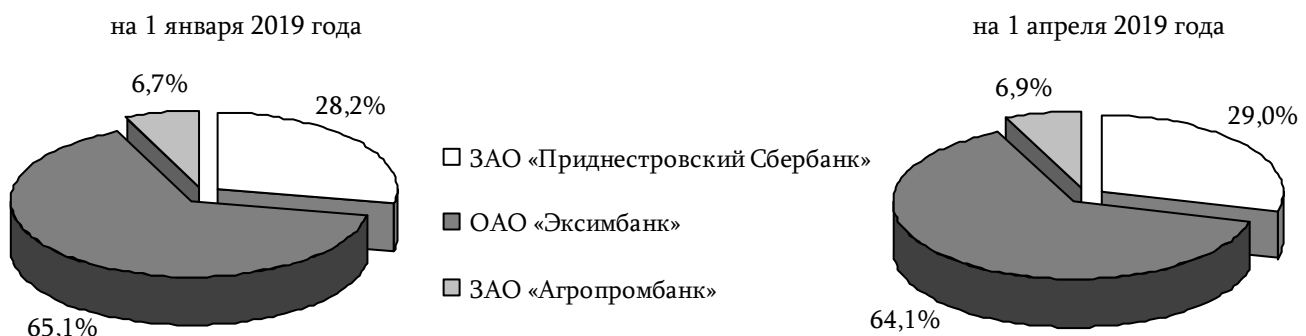 на 1 января 2019 года
6,7%
28,2%
65,1%
ЗАО «Приднестровский Сбербанк»
ОАО «Эксимбанк»
ЗАО «Агропромбанк»
на 1 апреля 2019 года
6,9%
29,0%
64,1%